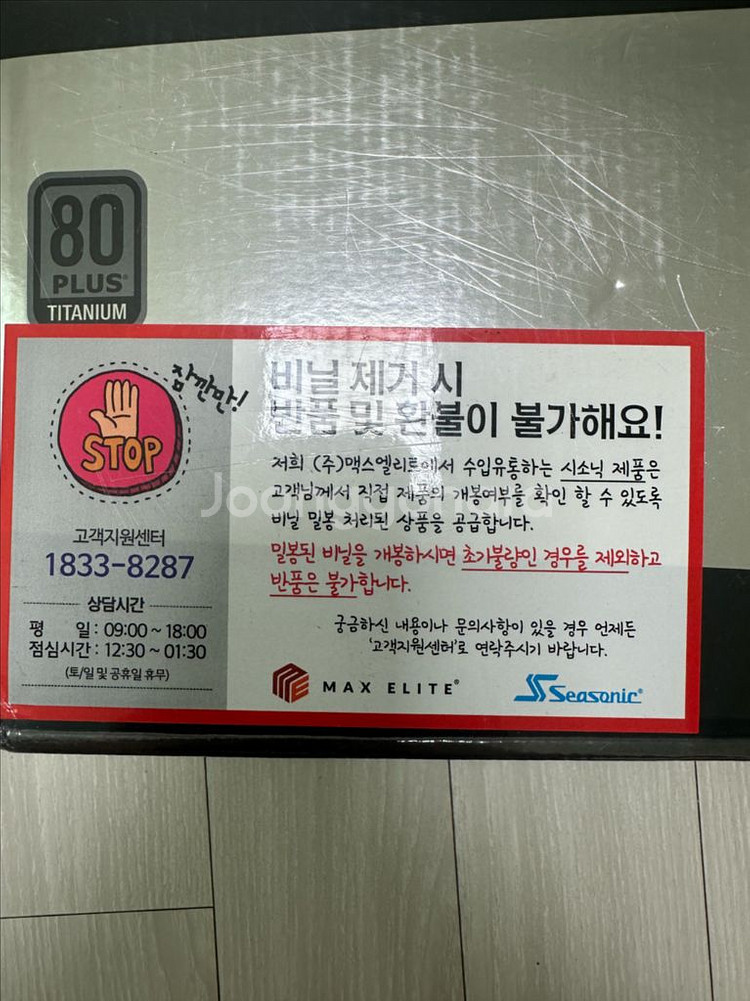 80
PLUS®
TITANIUM
잠깐만!
STOP
고객지원센터
1833-8287
상담시간
평 일 : 09:00 ~ 18:00
점심시간 : 12:30 ~ 01:30
(토/일 및 공휴일 휴무)
비닐 제거 시
반품 및 환불이 불가해요!
저희 (주)맥스엘리트에서 수입유통하는 시소닉 제품은
고객님께서 직접 제품의 개봉여부를 확인 할 수 있도록
비닐 밀봉 처리된 상품을 공급합니다.
밀봉된 비닐을 개봉하시면 초기불량인 경우를 제외하고
반품은 불가합니다.
궁금하신 내용이나 문의사항이 있을 경우 언제든
'고객지원센터'로 연락주시기 바랍니다.
MAX ELITE®
Seasonic®